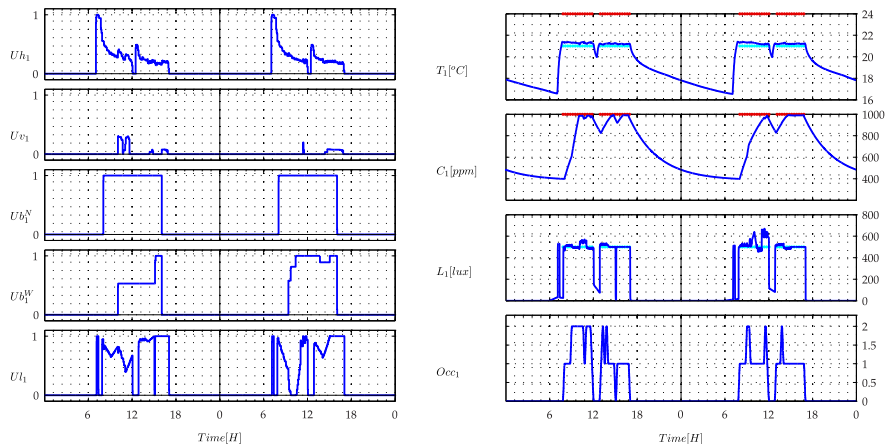 Uh₁
1
0
Uv₁
1
0
Ub₁ᴺ
1
0
Ub₁ᵂ
1
0
Ul₁
1
0
6 12 18 0 6 12 18 0
Time[H]
T₁[°C]
24
22
20
18
16
C₁[ppm]
1000
800
600
400
L₁[lux]
800
600
400
200
0
Occ₁
2
1.5
1
0.5
0
6 12 18 0 6 12 18 0
Time[H]